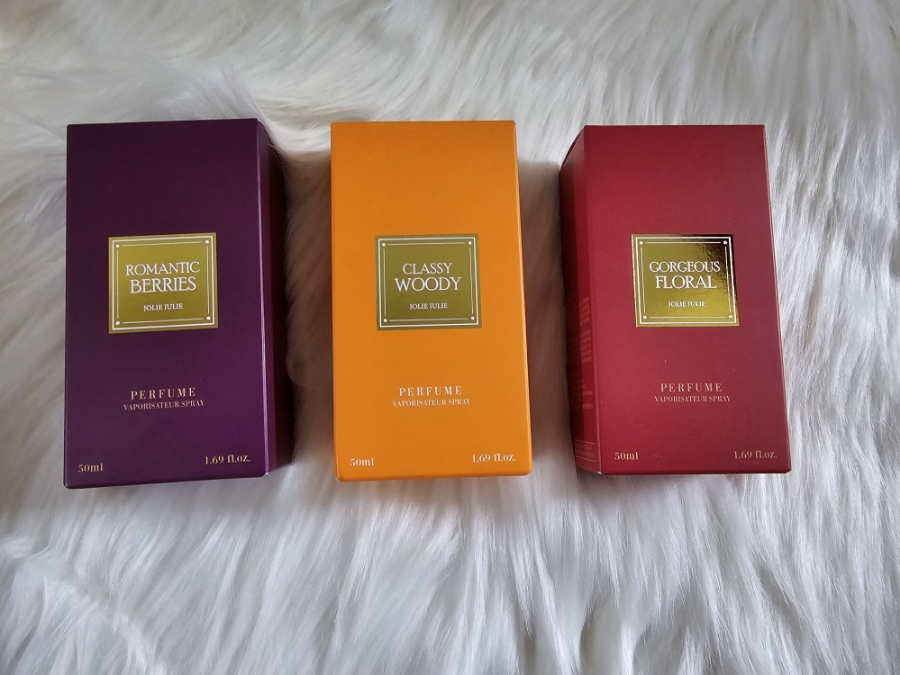 ROMANTIC
BERRIES
JOLIE JULIE
PERFUME
VAPORISATEUR SPRAY
50ml
1.69 fl.oz.
CLASSY
WOODY
JOLIE JULIE
PERFUME
VAPORISATEUR SPRAY
50ml
1.69 fl.oz.
GORGEOUS
FLORAL
JOLIE JULIE
PERFUME
VAPORISATEUR SPRAY
50ml
1.69 fl.oz.